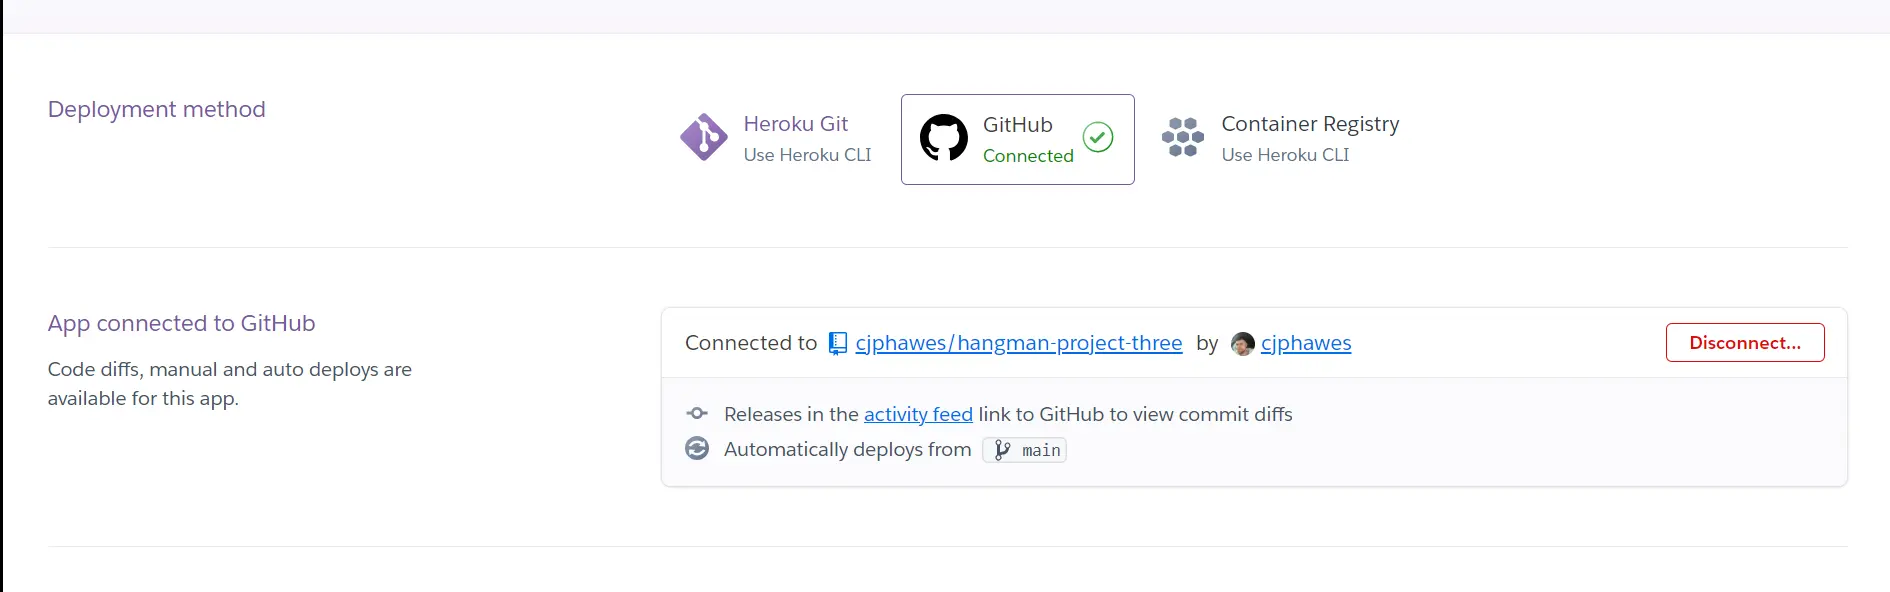 Deployment method
Heroku Git
Use Heroku CLI
GitHub
Connected
Container Registry
Use Heroku CLI
App connected to GitHub
Code diffs, manual and auto deploys are
available for this app.
Connected to cjphawes/hangman-project-three by cjphawes
Disconnect...
Releases in the activity feed link to GitHub to view commit diffs
Automatically deploys from main